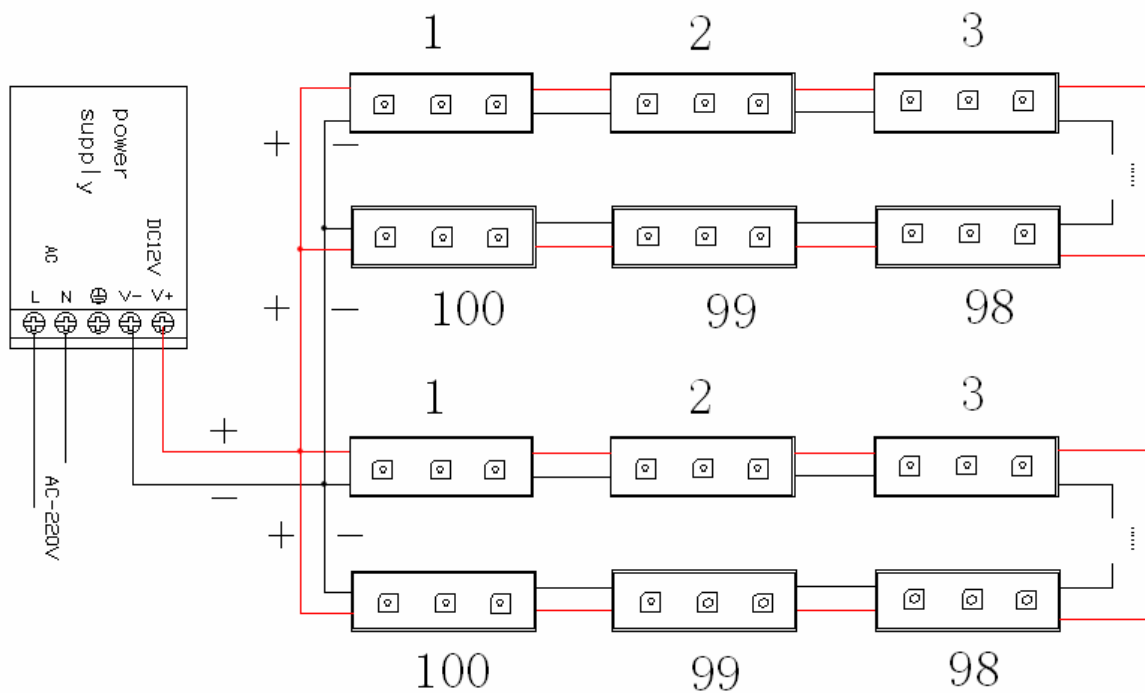 1 2 3
power
supply
DC12V
AC
+ −
L N V- V+
100 99 98
+ −
1 2 3
+
−
AC-220V
+ −
100 99 98